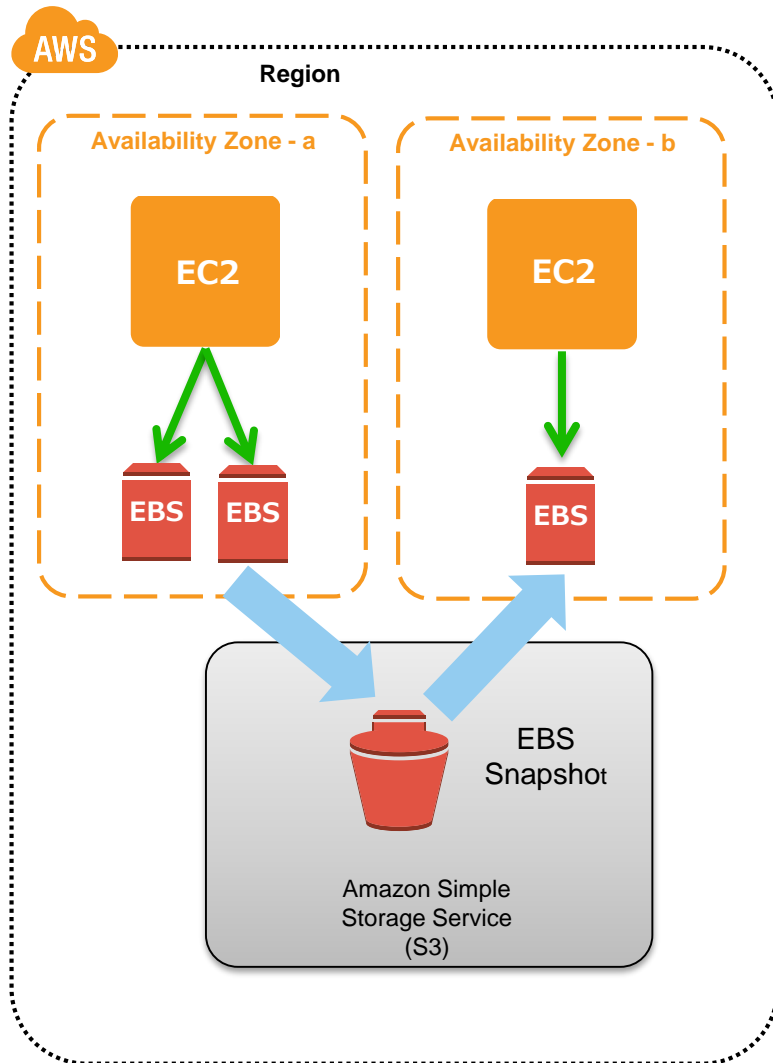 AWS
Region
Availability Zone - a
Availability Zone - b
EC2
EC2
EBS
EBS
EBS
EBS
Snapshot
Amazon Simple
Storage Service
(S3)